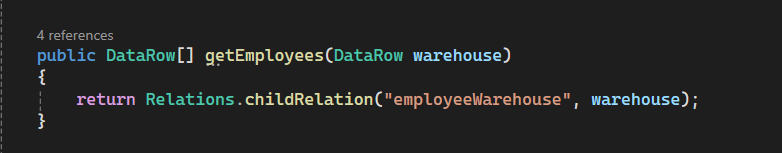 4 references
public DataRow[] getEmployees(DataRow warehouse)
{
return Relations.childRelation("employeeWarehouse", warehouse);
}